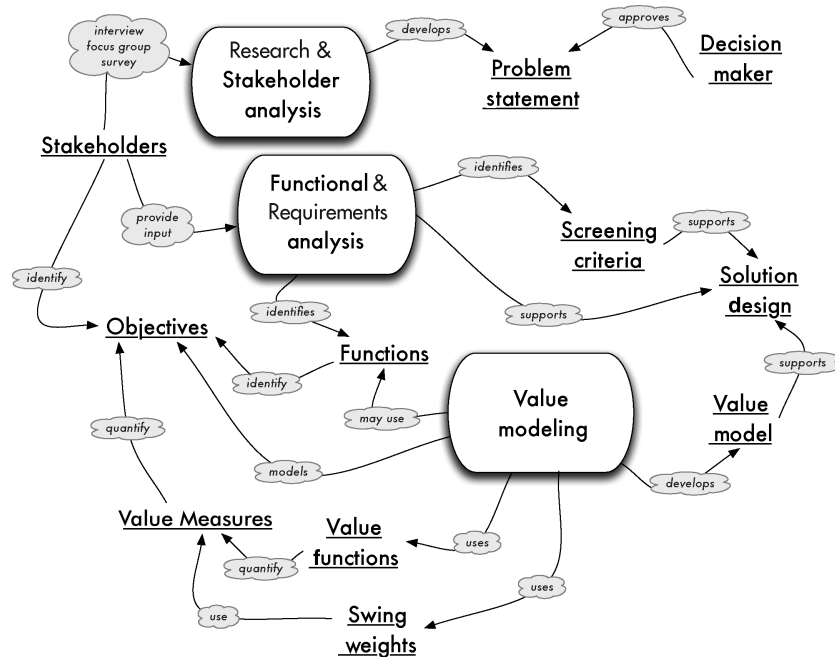 interview
focus group
survey
Research &
Stakeholder
analysis
develops
Problem
statement
approves
Decision
maker
Stakeholders
provide
input
Functional &
Requirements
analysis
identifies
Screening
criteria
supports
Solution
design
identify
identifies
supports
Objectives
Functions
identify
may use
Value
modeling
supports
Value
model
quantify
models
develops
Value Measures
Value
functions
uses
quantify
uses
use
Swing
weights